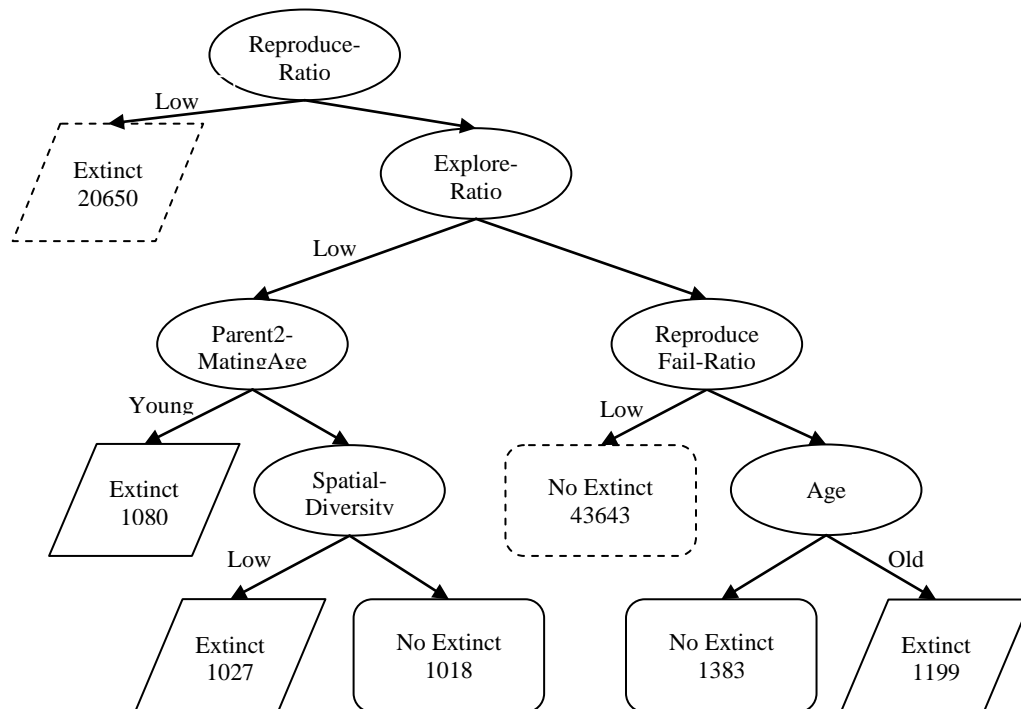 Reproduce-
Ratio
Low
Extinct
20650
Explore-
Ratio
Low
Parent2-
MatingAge
Reproduce
Fail-Ratio
Young
Low
Extinct
1080
Spatial-
Diversity
No Extinct
43643
Age
Low
Old
Extinct
1027
No Extinct
1018
No Extinct
1383
Extinct
1199